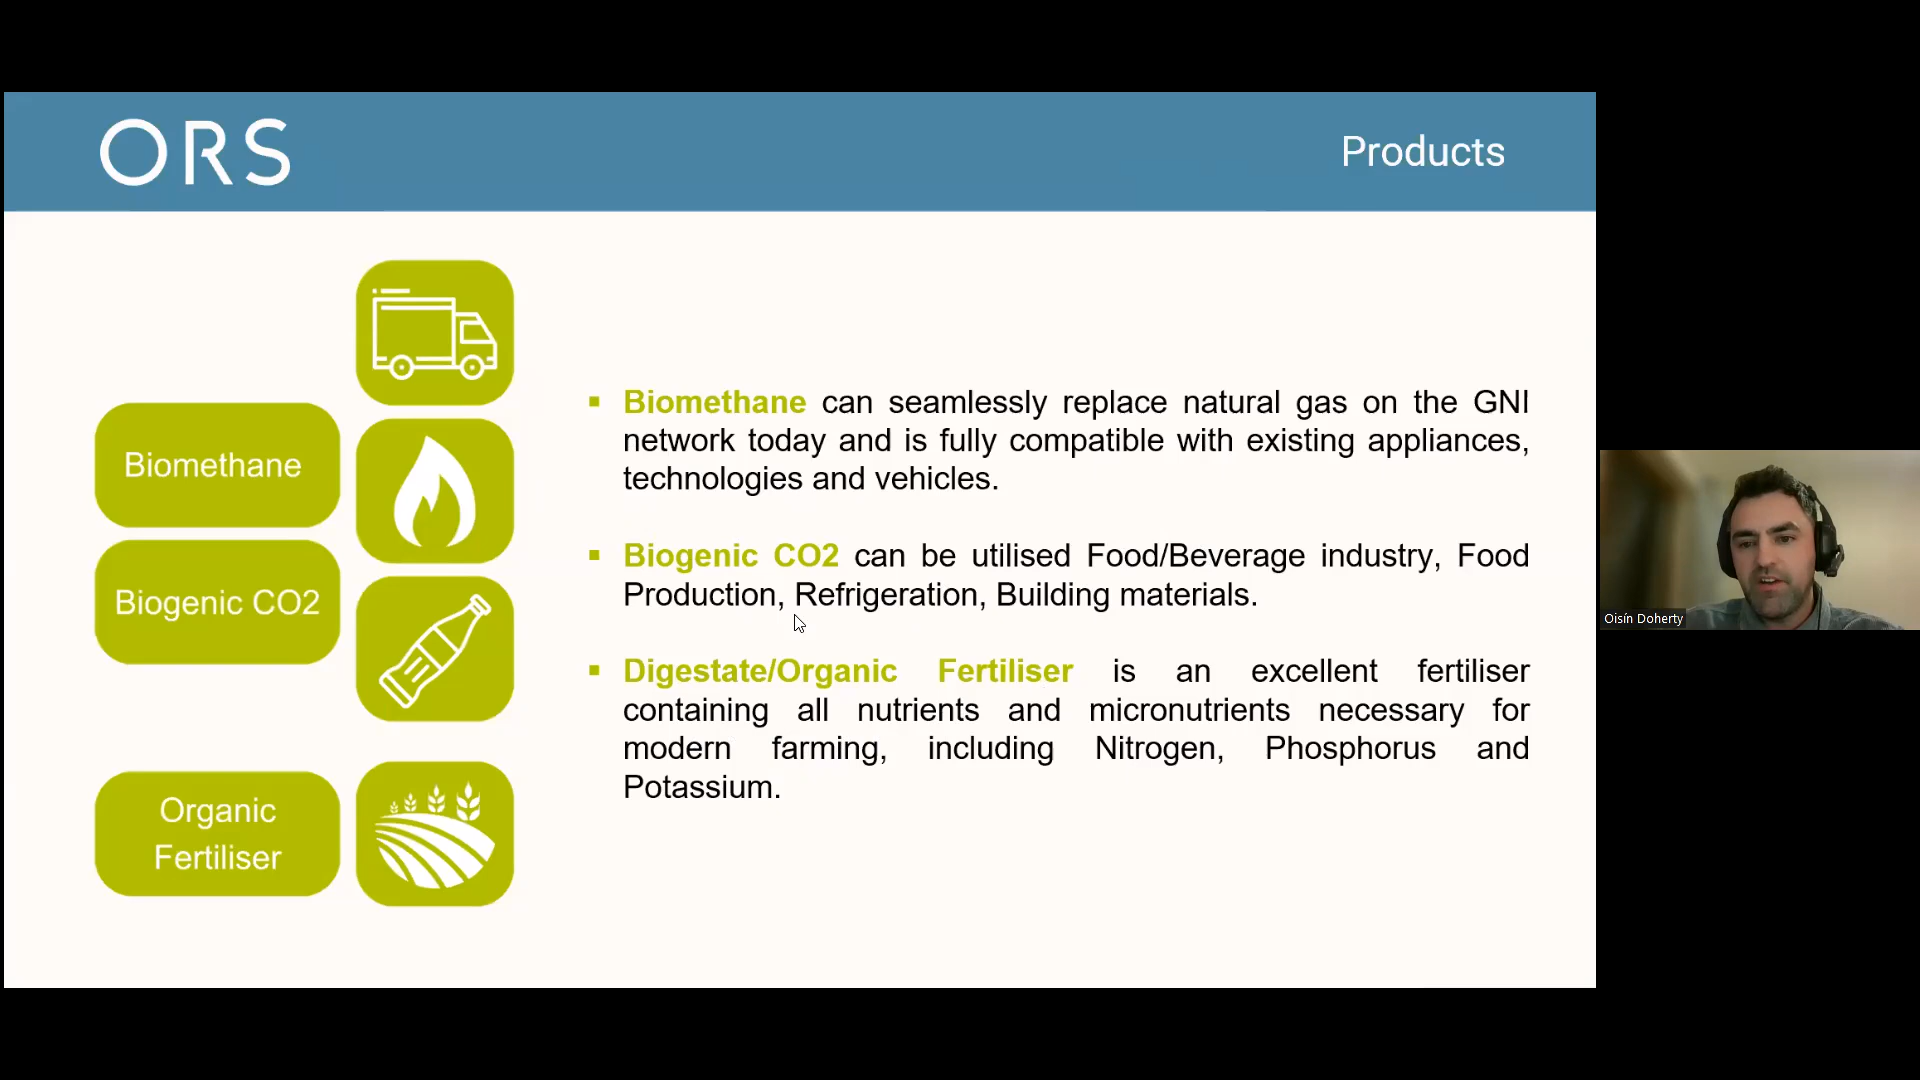 ORS
Products
Biomethane
Biogenic CO2
Organic
Fertiliser
▪ Biomethane can seamlessly replace natural gas on the GNI
network today and is fully compatible with existing appliances,
technologies and vehicles.
▪ Biogenic CO2 can be utilised Food/Beverage industry, Food
Production, Refrigeration, Building materials.
▪ Digestate/Organic Fertiliser is an excellent fertiliser
containing all nutrients and micronutrients necessary for
modern farming, including Nitrogen, Phosphorus and
Potassium.
Oisín Doherty